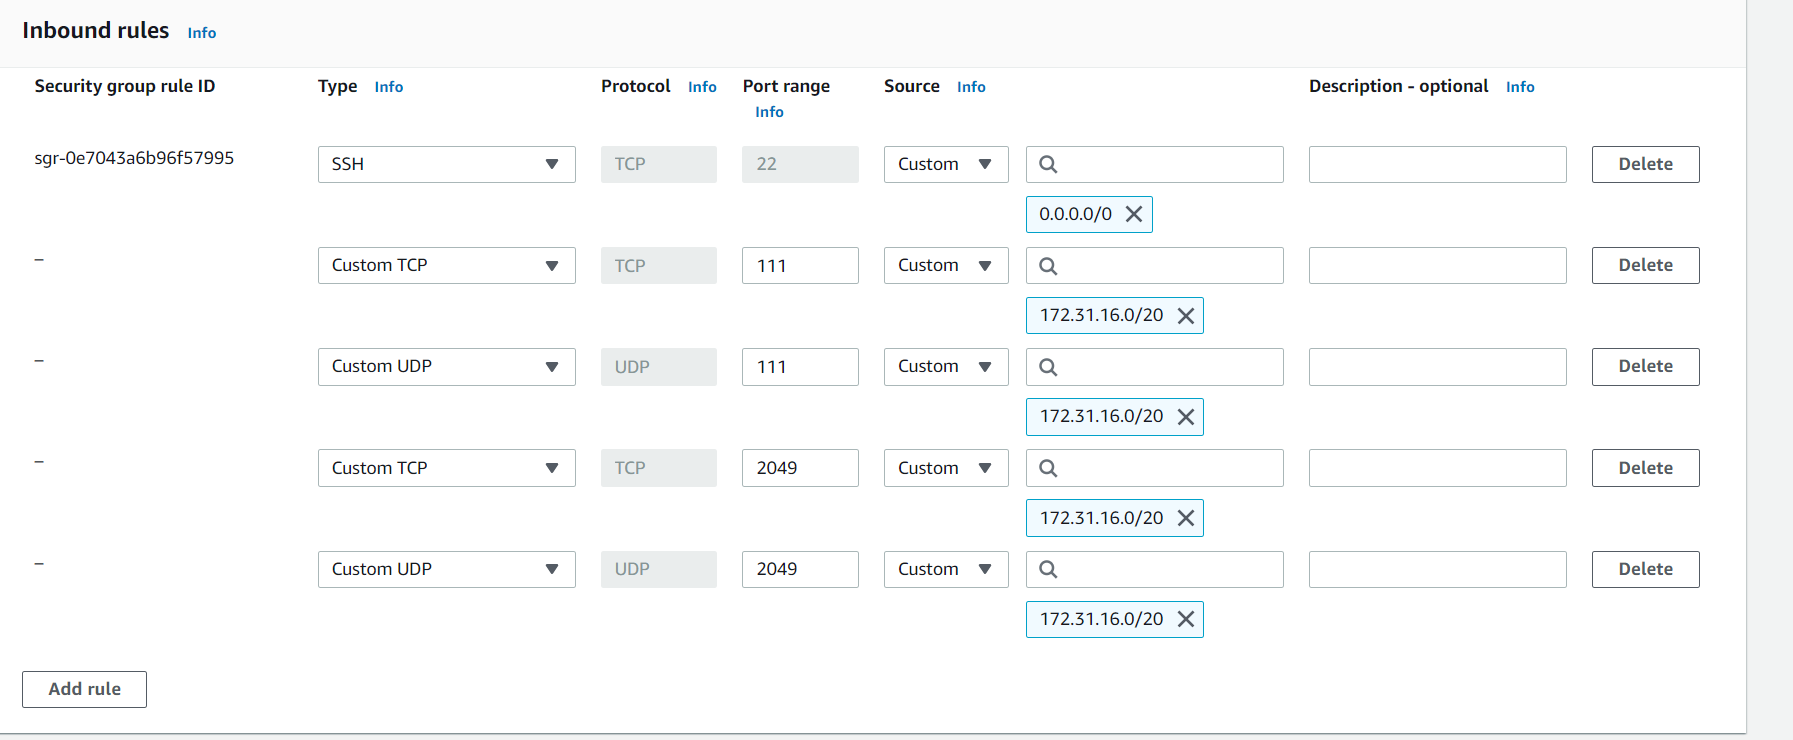 Inbound rules Info
Security group rule ID Type Info Protocol Info Port range Info Source Info Description - optional Info
sgr-0e7043a6b96f57995 SSH TCP 22 Custom Delete
0.0.0.0/0
– Custom TCP TCP 111 Custom Delete
172.31.16.0/20
– Custom UDP UDP 111 Custom Delete
172.31.16.0/20
– Custom TCP TCP 2049 Custom Delete
172.31.16.0/20
– Custom UDP UDP 2049 Custom Delete
172.31.16.0/20
Add rule